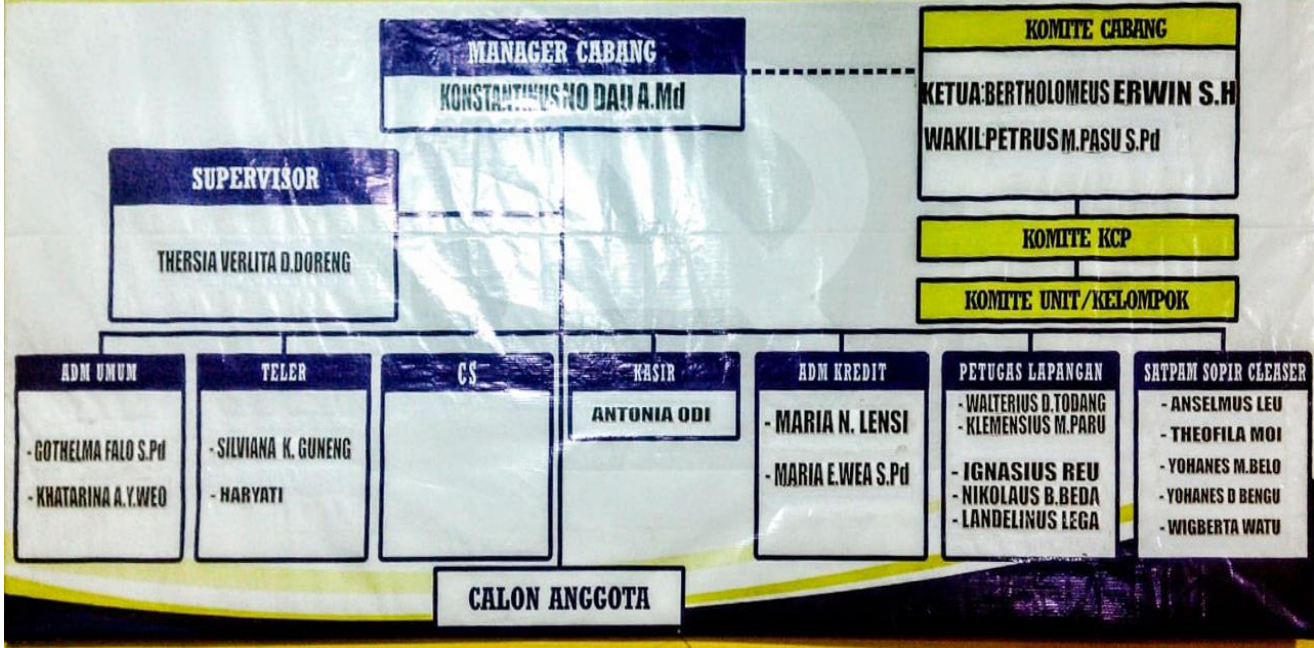 MANAGER CABANG
KONSTANTINUS NO DAU A.Md
KOMITE CABANG
KETUA:BERTHOLOMEUS ERWIN S.H
WAKIL:PETRUS M.PASU S.Pd
SUPERVISOR
THERSIA VERLITA D.DORENG
KOMITE KCP
KOMITE UNIT/KELOMPOK
ADM UMUM
- GOTHELMA FALO S.Pd
- KHATARINA A.Y.WEO
TELER
- SILVIANA K. GUNENG
- HARYATI
CS
KASIR
ANTONIA ODI
ADM KREDIT
- MARIA N. LENSI
- MARIA E.WEA S.Pd
PETUGAS LAPANGAN
- WALTERIUS D.TODANG
- KLEMENSIUS M.PARU
- IGNASIUS REU
- NIKOLAUS B.BEDA
- LANDELINUS LEGA
SATPAM SOPIR CLEASER
- ANSELMUS LEU
- THEOFILA MOI
- YOHANES M.BELO
- YOHANES D BENGU
- WIGBERTA WATU
CALON ANGGOTA